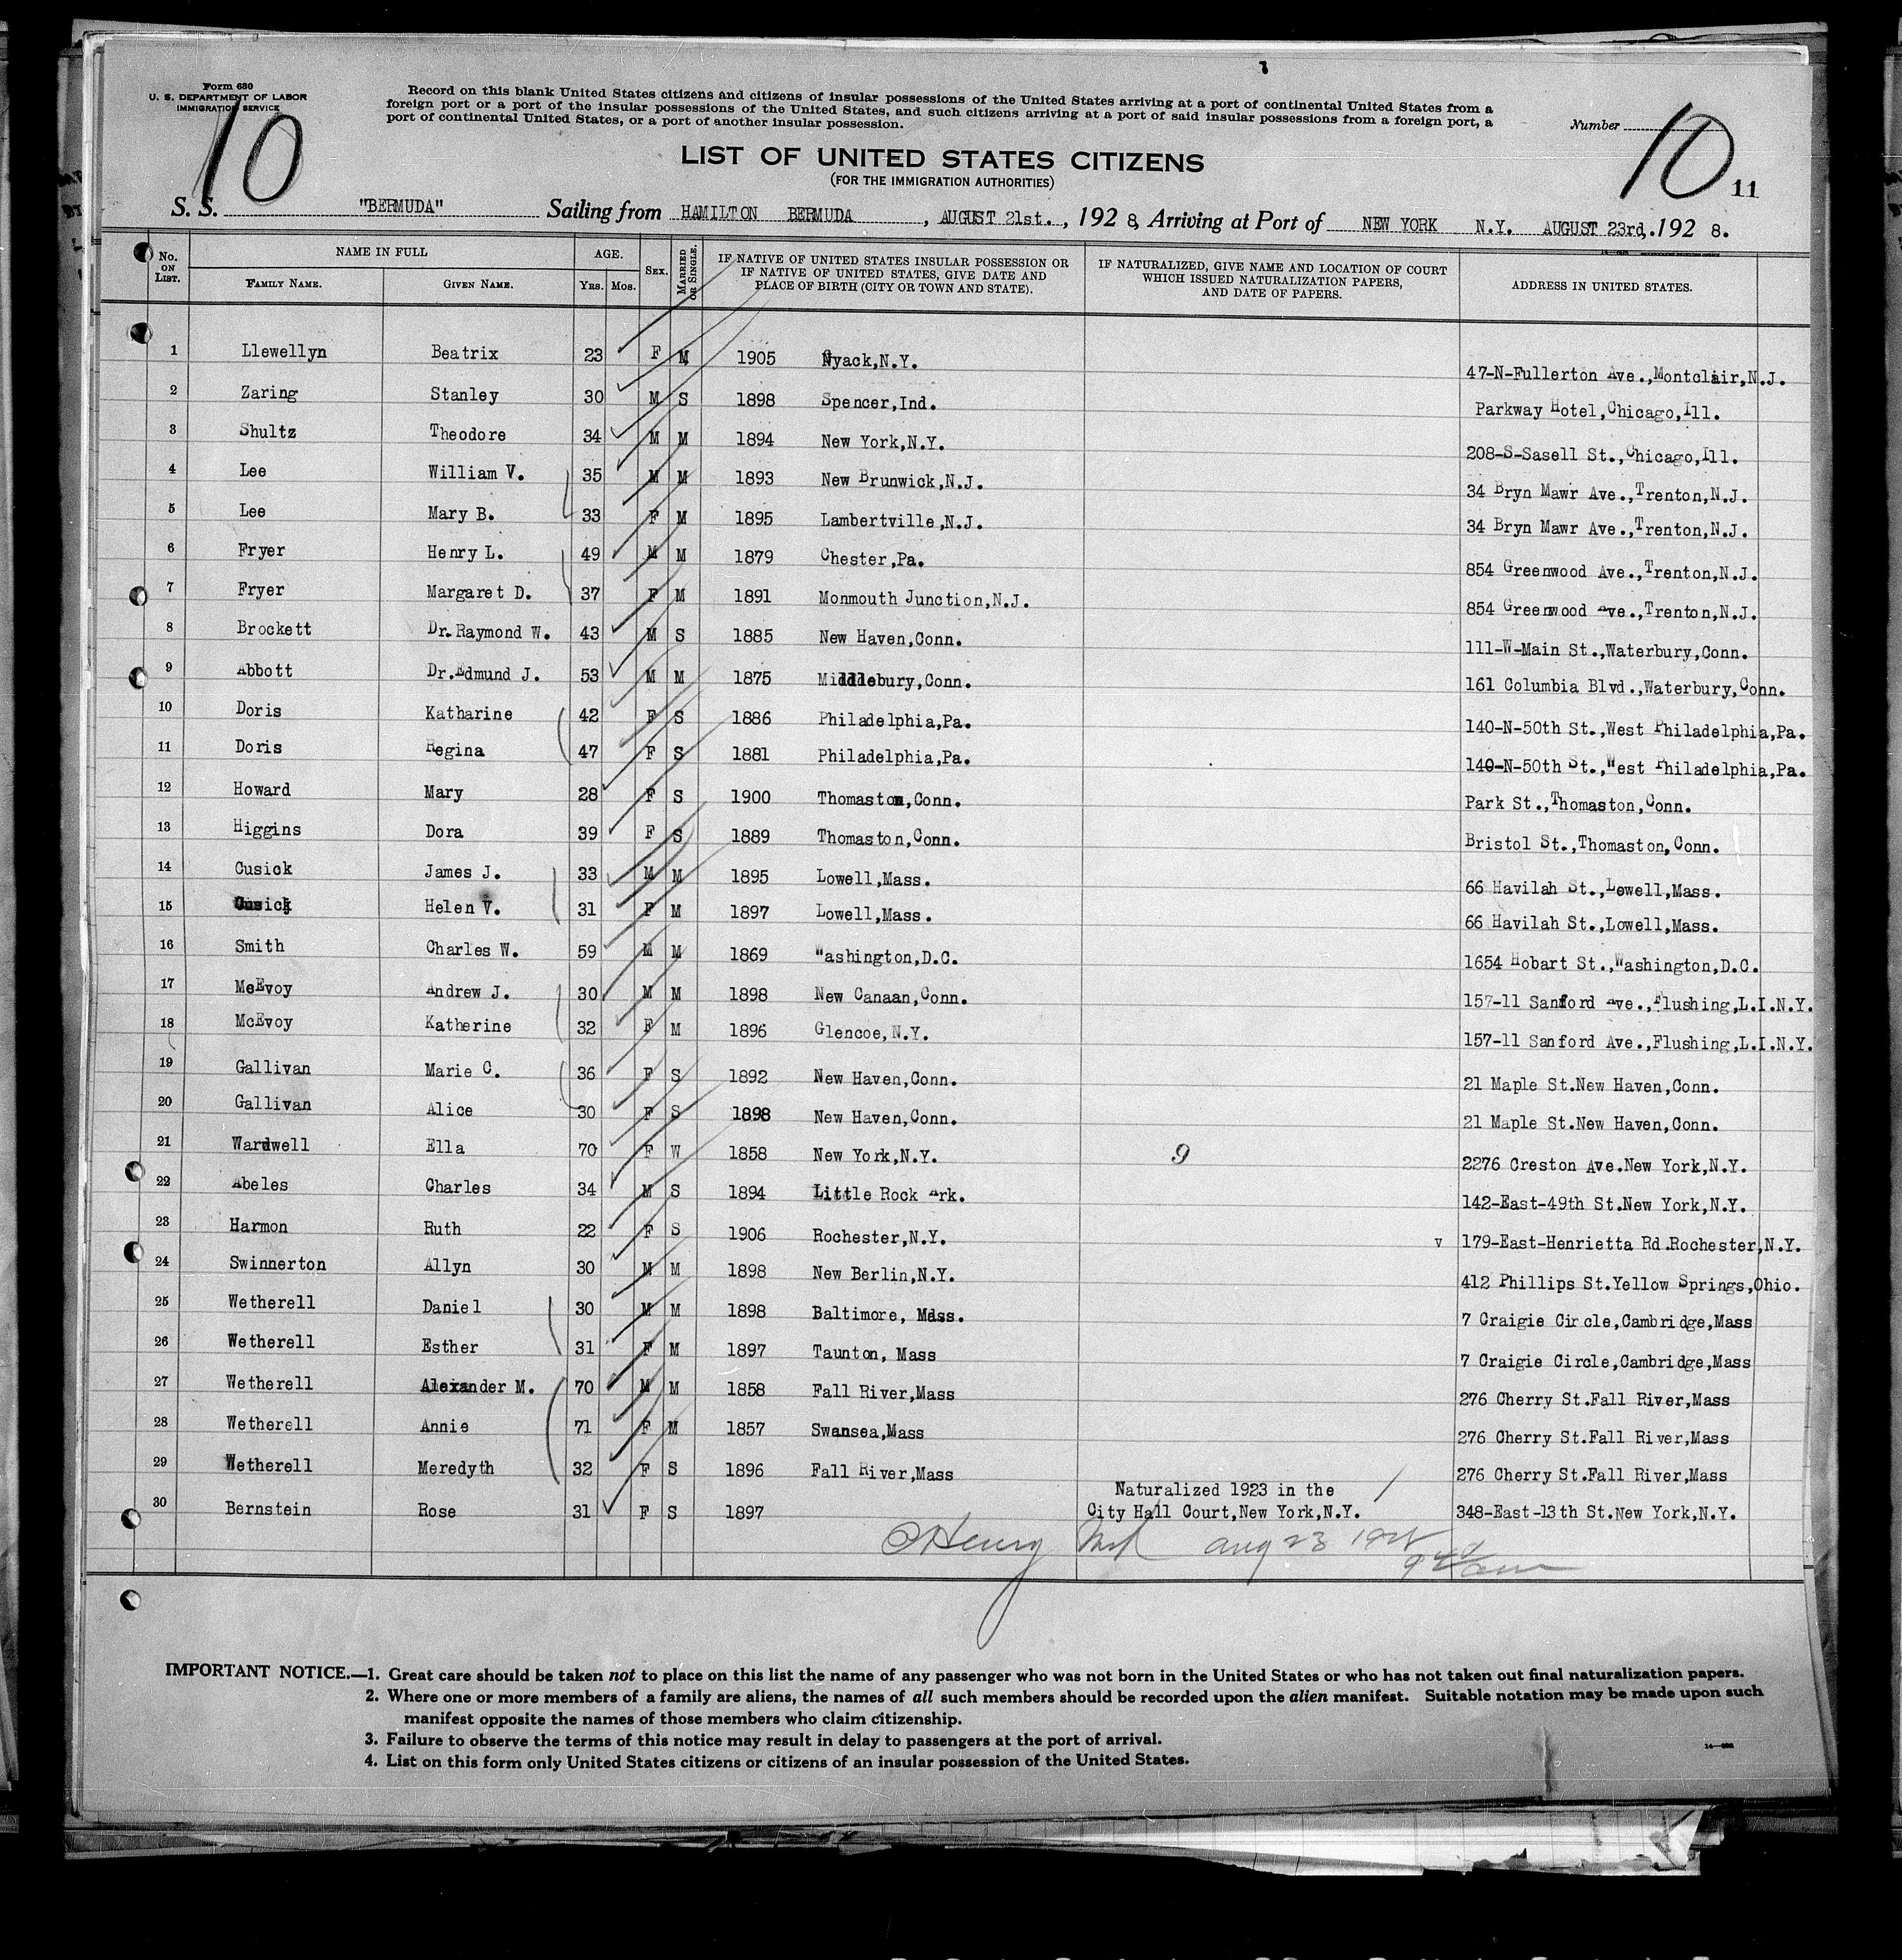 Form 630
U. S. DEPARTMENT OF LABOR
IMMIGRATION SERVICE
10
Record on this blank United States citizens and citizens of insular possessions of the United States arriving at a port of continental United States from a
foreign port or a port of the insular possessions of the United States, and such citizens arriving at a port of said insular possessions from a foreign port, a
port of continental United States, or a port of another insular possession.
Number
10
11
LIST OF UNITED STATES CITIZENS
(FOR THE IMMIGRATION AUTHORITIES)
S. S. "BERMUDA" Sailing from HAMILTON BERMUDA, AUGUST 21st., 1928, Arriving at Port of NEW YORK N.Y. AUGUST 23rd,.1928.
No. ON LIST. NAME IN FULL FAMILY NAME. GIVEN NAME. AGE. YRS. MOS. SEX. MARRIED OR SINGLE. IF NATIVE OF UNITED STATES INSULAR POSSESSION OR IF NATIVE OF UNITED STATES, GIVE DATE AND PLACE OF BIRTH (CITY OR TOWN AND STATE). IF NATURALIZED, GIVE NAME AND LOCATION OF COURT WHICH ISSUED NATURALIZATION PAPERS, AND DATE OF PAPERS. ADDRESS IN UNITED STATES.
1 Llewellyn Beatrix 23 F M 1905 Nyack,N.Y. 47-N-Fullerton Ave.,Montclair,N.J.
2 Zaring Stanley 30 M S 1898 Spencer,Ind. Parkway Hotel,Chicago,Ill.
3 Shultz Theodore 34 M M 1894 New York,N.Y. 208-S-Sasell St.,Chicago,Ill.
4 Lee William V. 35 M M 1893 New Brunwick,N.J. 34 Bryn Mawr Ave.,Trenton,N.J.
5 Lee Mary B. 33 F M 1895 Lambertville,N.J. 34 Bryn Mawr Ave.,Trenton,N.J.
6 Fryer Henry L. 49 M M 1879 Chester,Pa. 854 Greenwood Ave.,Trenton,N.J.
7 Fryer Margaret D. 37 F M 1891 Monmouth Junction,N.J. 854 Greenwood Ave.,Trenton,N.J.
8 Brockett Dr.Raymond W. 43 M S 1885 New Haven,Conn. 111-W-Main St.,Waterbury,Conn.
9 Abbott Dr.Edmund J. 53 M M 1875 Midddlebury,Conn. 161 Columbia Blvd.,Waterbury,Conn.
10 Doris Katharine 42 F S 1886 Philadelphia,Pa. 140-N-50th St.,West Philadelphia,Pa.
11 Doris Regina 47 F S 1881 Philadelphia,Pa. 140-N-50th St.,West Philadelphia,Pa.
12 Howard Mary 28 F S 1900 Thomaston,Conn. Park St.,Thomaston,Conn.
13 Higgins Dora 39 F S 1889 Thomaston,Conn. Bristol St.,Thomaston,Conn.
14 Cusick James J. 33 M M 1895 Lowell,Mass. 66 Havilah St.,Lewell,Mass.
15 Cusick Helen V. 31 F M 1897 Lowell,Mass. 66 Havilah St.,Lowell,Mass.
16 Smith Charles W. 59 M M 1869 Washington,D.C. 1654 Hobart St.,Washington,D.C.
17 McEvoy Andrew J. 30 M M 1898 New Canaan,Conn. 157-11 Sanford Ave.,Flushing,L.I.N.Y.
18 McEvoy Katherine 32 F M 1896 Glencoe,N.Y. 157-11 Sanford Ave.,Flushing,L.I.N.Y.
19 Gallivan Marie C. 36 F S 1892 New Haven,Conn. 21 Maple St.New Haven,Conn.
20 Gallivan Alice 30 F S 1898 New Haven,Conn. 21 Maple St.New Haven,Conn.
21 Wardwell Ella 70 F W 1858 New York,N.Y. 9 2276 Creston Ave.New York,N.Y.
22 Abeles Charles 34 M S 1894 Little Rock Ark. 142-East-49th St.New York,N.Y.
23 Harmon Ruth 22 F S 1906 Rochester,N.Y. v 179-East-Henrietta Rd.Rochester,N.Y.
24 Swinnerton Allyn 30 M M 1898 New Berlin,N.Y. 412 Phillips St.Yellow Springs,Ohio.
25 Wetherell Daniel 30 M M 1898 Baltimore, Mdss. 7 Craigie Circle,Cambridge,Mass
26 Wetherell Esther 31 F M 1897 Taunton, Mass 7 Craigie Circle,Cambridge,Mass
27 Wetherell Alexander M. 70 M M 1858 Fall River,Mass 276 Cherry St.Fall River,Mass
28 Wetherell Annie 71 F M 1857 Swansea,Mass 276 Cherry St.Fall River,Mass
29 Wetherell Meredyth 32 F S 1896 Fall River,Mass 276 Cherry St.Fall River,Mass
30 Bernstein Rose 31 F S 1897 Naturalized 1923 in the City Hall Court,New York,N.Y. 348-East-13th St.New York,N.Y.
Henry Aug 23 1928
IMPORTANT NOTICE.—1. Great care should be taken not to place on this list the name of any passenger who was not born in the United States or who has not taken out final naturalization papers.
2. Where one or more members of a family are aliens, the names of all such members should be recorded upon the alien manifest. Suitable notation may be made upon such
manifest opposite the names of those members who claim citizenship.
3. Failure to observe the terms of this notice may result in delay to passengers at the port of arrival.
4. List on this form only United States citizens or citizens of an insular possession of the United States.